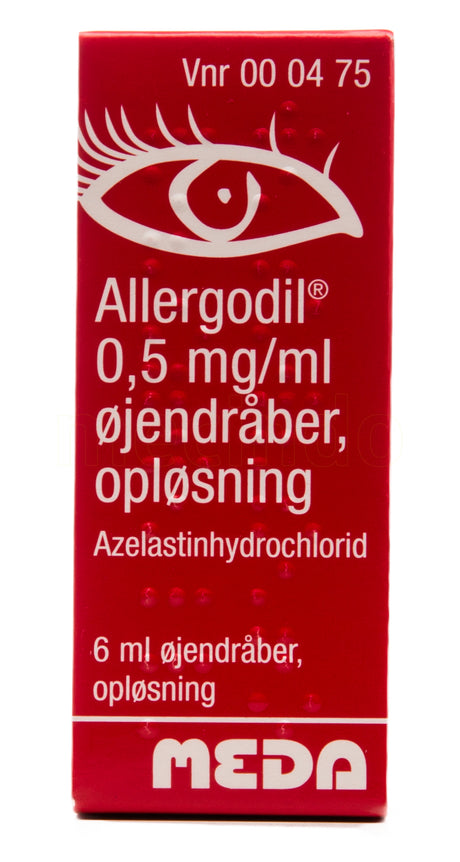 Vnr 00 04 75
Allergodil®
0,5 mg/ml
øjendråber,
opløsning
Azelastinhydrochlorid
6 ml øjendråber,
opløsning
MEDA